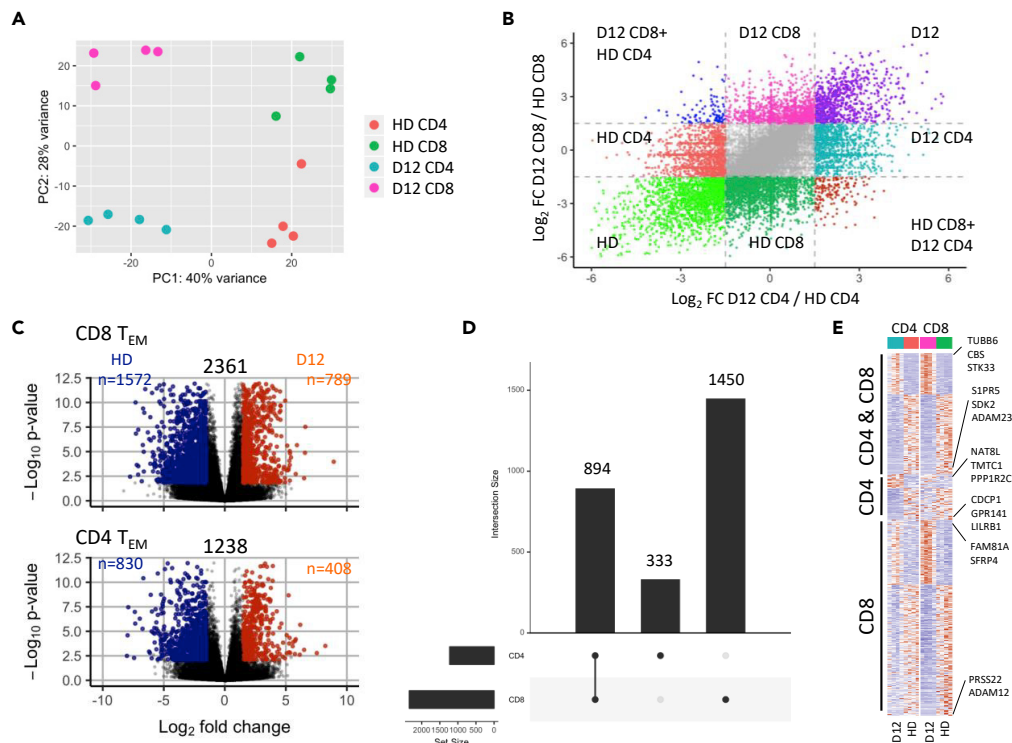 A
20
10
0
-10
-20
PC2: 28% variance
-20
0
20
PC1: 40% variance
HD CD4
HD CD8
D12 CD4
D12 CD8
B
D12 CD8+
HD CD4
D12 CD8
D12
HD CD4
D12 CD4
HD
HD CD8
HD CD8+
D12 CD4
6
3
0
-3
-6
Log2 FC D12 CD8 / HD CD8
-6
-3
0
3
6
Log2 FC D12 CD4 / HD CD4
C
CD8 TEM
HD
n=1572
2361
D12
n=789
12.5
10.0
7.5
5.0
2.5
0.0
−Log10 p-value
CD4 TEM
n=830
1238
n=408
12.5
10.0
7.5
5.0
2.5
0.0
−Log10 p-value
-10
-5
0
5
10
Log2 fold change
D
1500
1000
500
0
Intersection Size
894
333
1450
CD4
CD8
2000 1500 1000 500 0
Set Size
E
CD4 CD8
CD4 & CD8
CD4
CD8
TUBB6
CBS
STK33
S1PR5
SDK2
ADAM23
NAT8L
TMTC1
PPP1R2C
CDCP1
GPR141
LILRB1
FAM81A
SFRP4
PRSS22
ADAM12
D12
HD
D12
HD